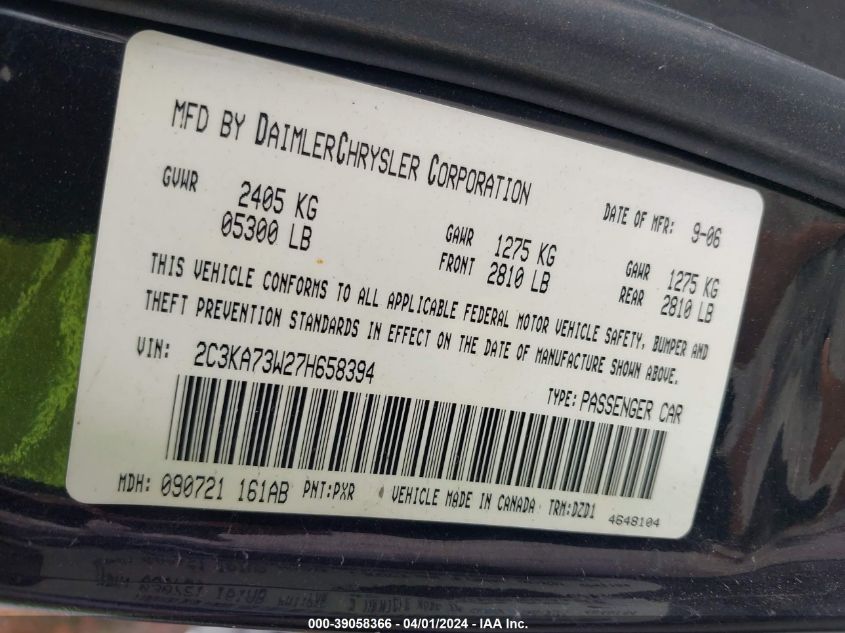 MFD BY DAIMLERCHRYSLER CORPORATION
DATE OF MFR: 9-06
GVWR 2405 KG
05300 LB
GAWR FRONT 1275 KG
2810 LB
GAWR REAR 1275 KG
2810 LB
THIS VEHICLE CONFORMS TO ALL APPLICABLE FEDERAL MOTOR VEHICLE SAFETY, BUMPER AND
THEFT PREVENTION STANDARDS IN EFFECT ON THE DATE OF MANUFACTURE SHOWN ABOVE.
VIN: 2C3KA73W27H658394
TYPE: PASSENGER CAR
MDH: 090721 161AB PNT:PXR VEHICLE MADE IN CANADA TRM:DZD1
4648104
000-39058366 - 04/01/2024 - IAA Inc.